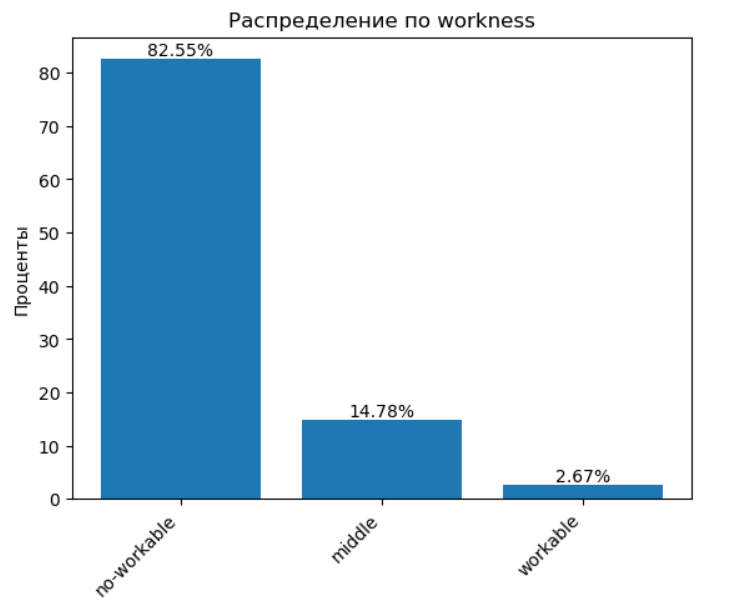 Распределение по workness
82.55%
14.78%
2.67%
Проценты
80
70
60
50
40
30
20
10
0
no-workable
middle
workable